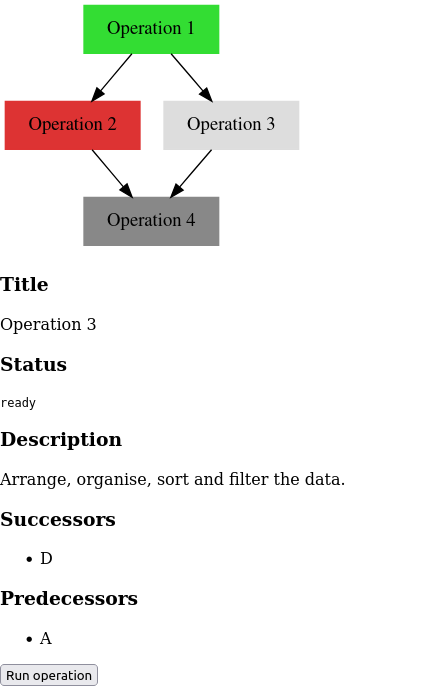 Operation 1
Operation 2
Operation 3
Operation 4
Title
Operation 3
Status
ready
Description
Arrange, organise, sort and filter the data.
Successors
• D
Predecessors
• A
Run operation